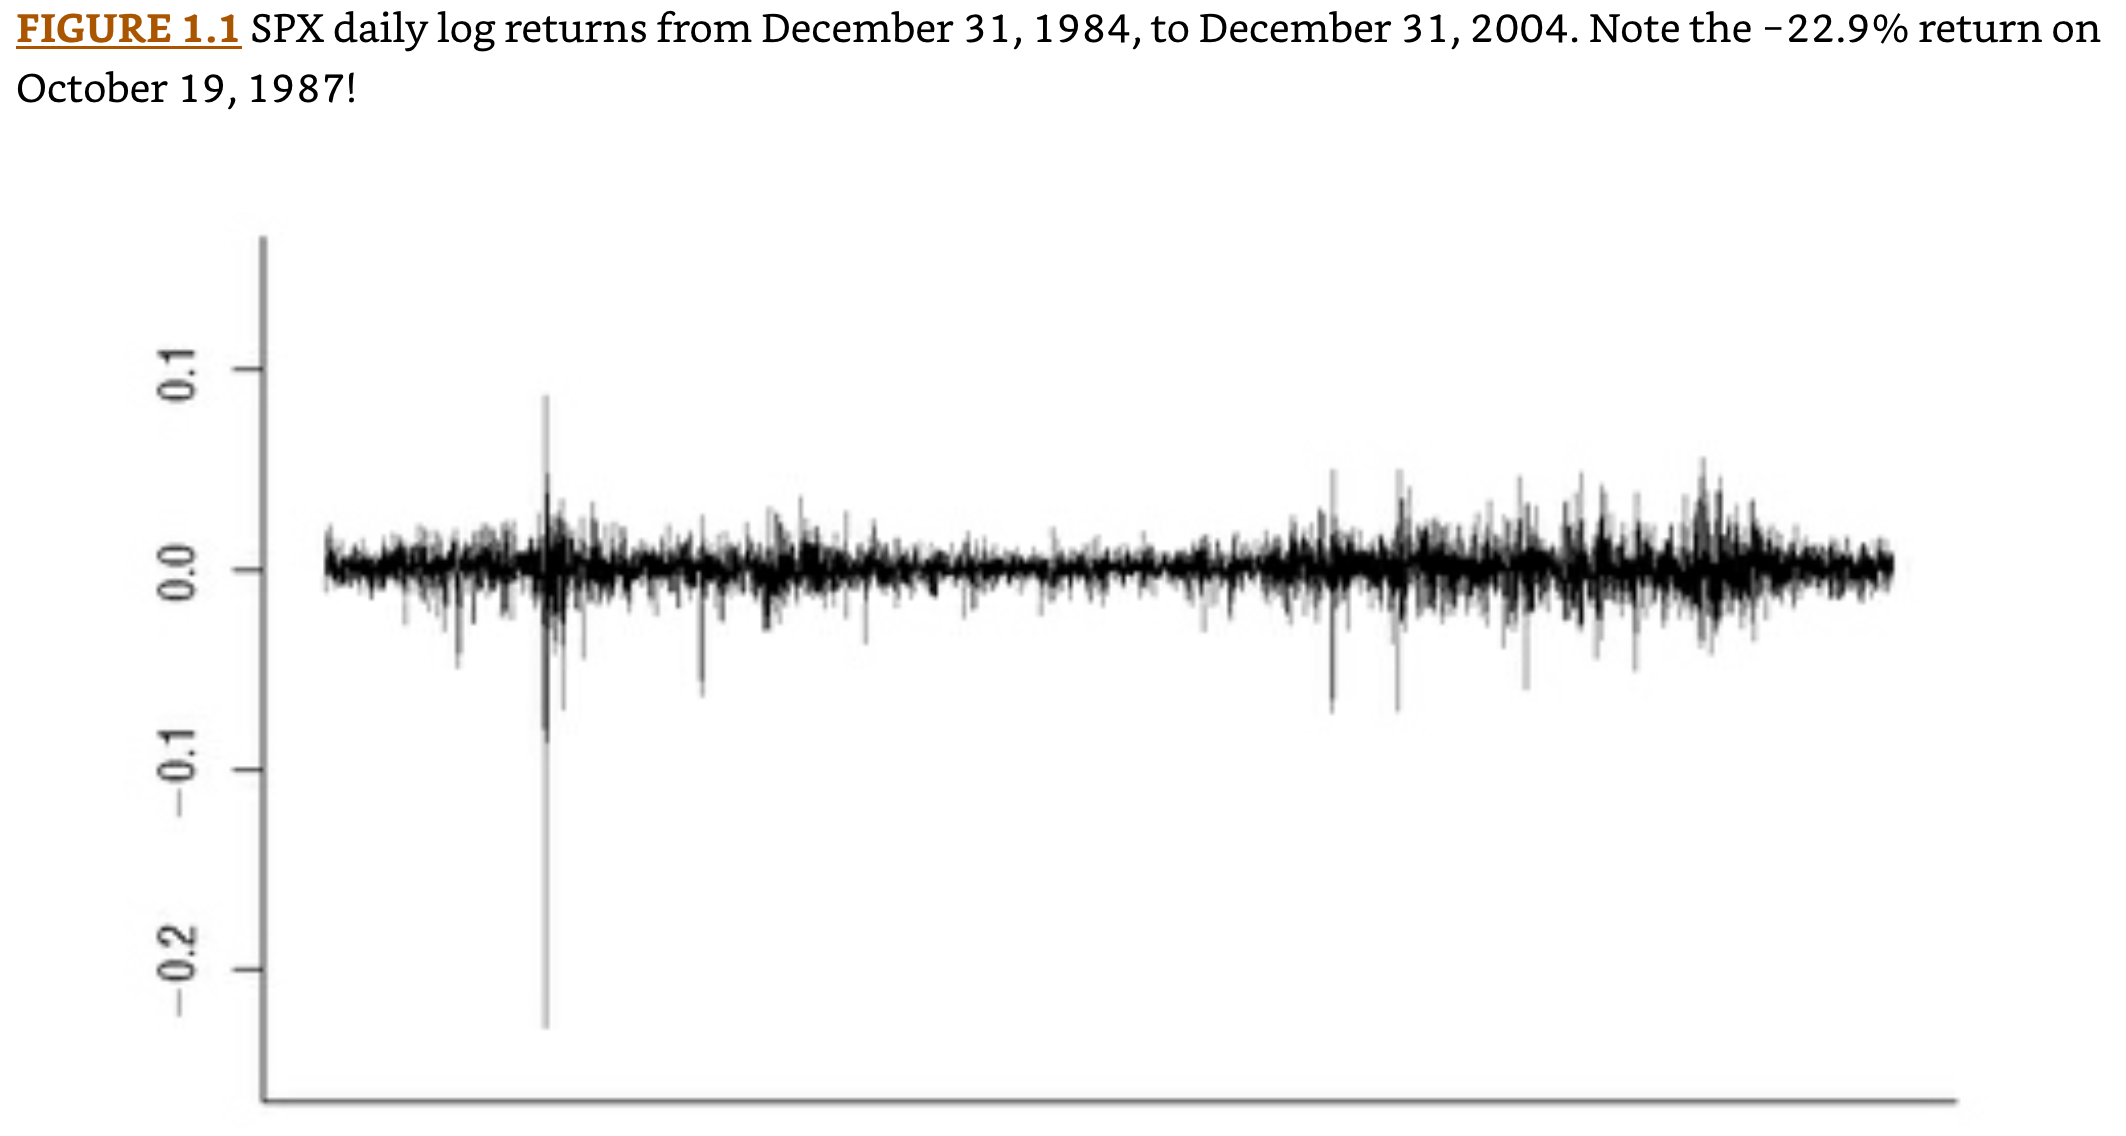 FIGURE 1.1 SPX daily log returns from December 31, 1984, to December 31, 2004. Note the −22.9% return on
October 19, 1987!
0.1
0.0
−0.1
−0.2